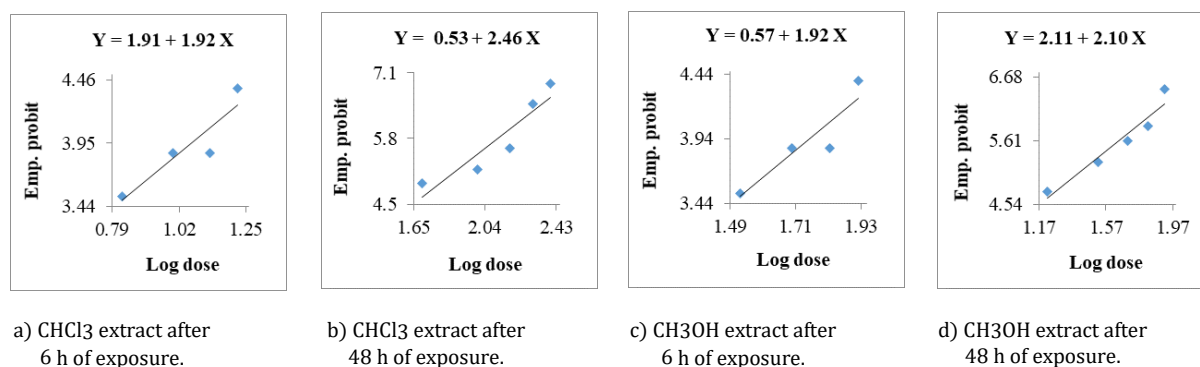 Y = 1.91 + 1.92 X
4.46
3.95
3.44
0.79 1.02 1.25
Emp. probit
Log dose
Y = 0.53 + 2.46 X
7.1
5.8
4.5
1.65 2.04 2.43
Emp. probit
Log dose
Y = 0.57 + 1.92 X
4.44
3.94
3.44
1.49 1.71 1.93
Emp. probit
Log dose
Y = 2.11 + 2.10 X
6.68
5.61
4.54
1.17 1.57 1.97
Emp. probit
Log dose
a) CHCl3 extract after
6 h of exposure.
b) CHCl3 extract after
48 h of exposure.
c) CH3OH extract after
6 h of exposure.
d) CH3OH extract after
48 h of exposure.